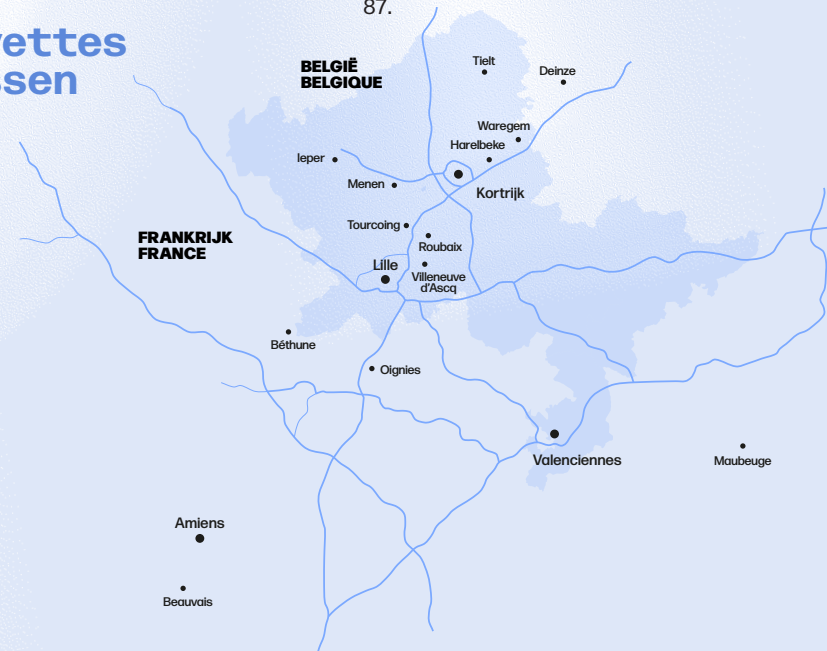 87.
ettes
ssen
BELGIË
BELGIQUE
Tielt
Deinze
Waregem
Harelbeke
Ieper
Menen
Kortrijk
Tourcoing
FRANKRIJK
FRANCE
Roubaix
Lille
Villeneuve
d'Ascq
Béthune
Oignies
Valenciennes
Maubeuge
Amiens
Beauvais